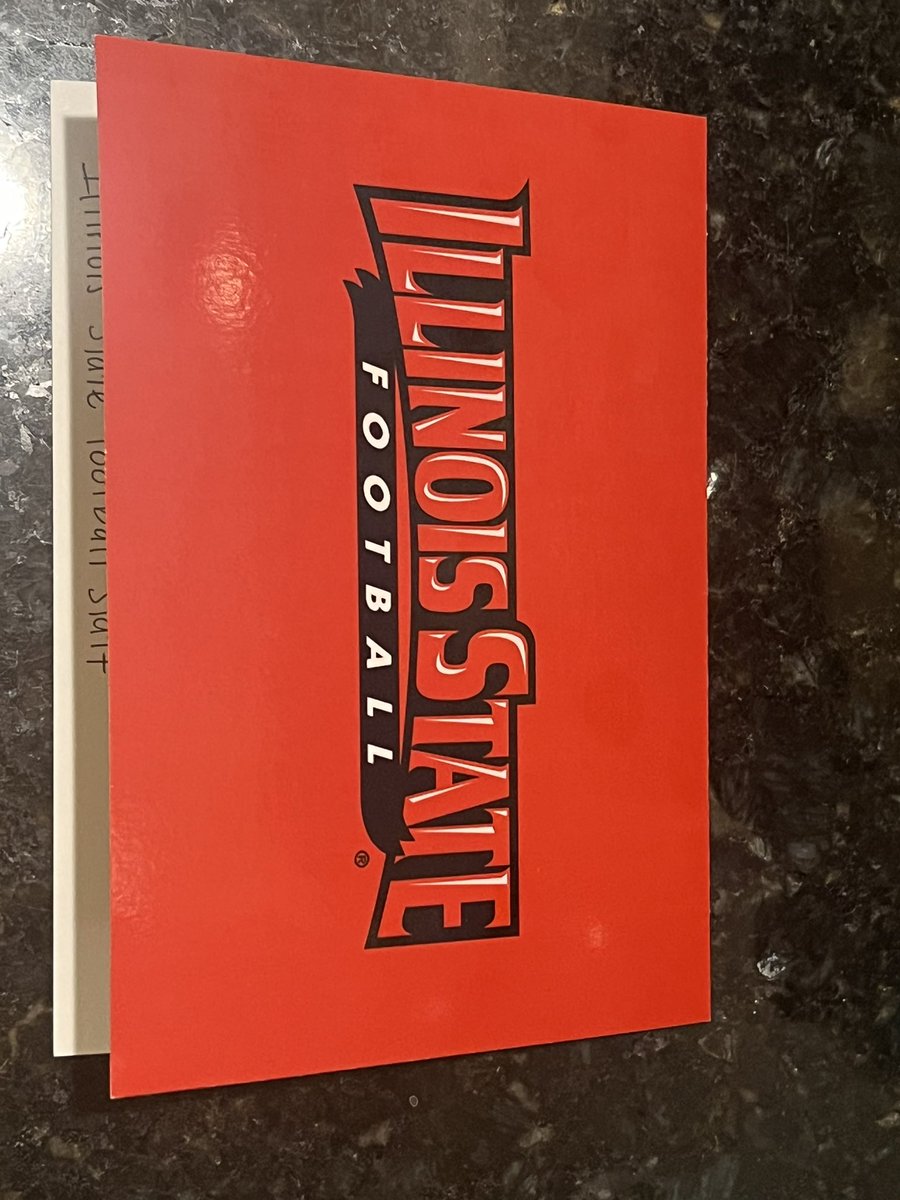 ILLINOIS STATE
FOOTBALL
®
Illinois State Football Staff